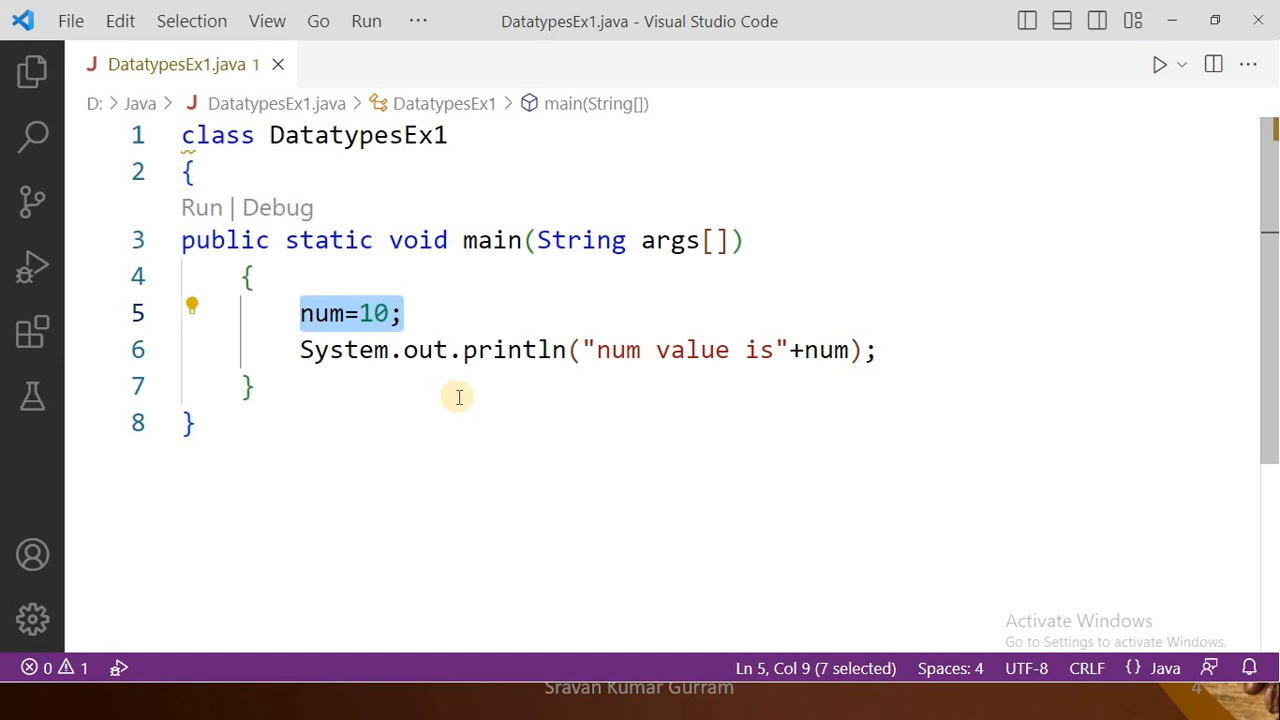 File Edit Selection View Go Run ··· DatatypesEx1.java - Visual Studio Code
J DatatypesEx1.java 1
D: > Java > J DatatypesEx1.java > DatatypesEx1 > main(String[])
1 class DatatypesEx1
2 {
Run | Debug
3 public static void main(String args[])
4 {
5 num=10;
6 System.out.println("num value is"+num);
7 }
8 }
Activate Windows
Go to Settings to activate Windows.
0 1 Ln 5, Col 9 (7 selected) Spaces: 4 UTF-8 CRLF {} Java
Sravan Kumar Gurram 4